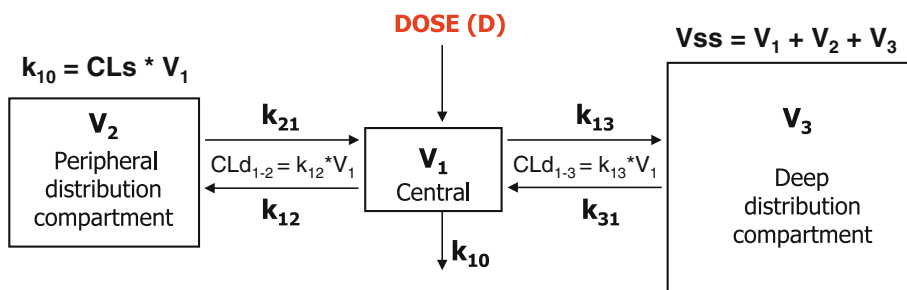 DOSE (D)
Vss = V₁ + V₂ + V₃
k₁₀ = CLs * V₁
V₂
Peripheral
distribution
compartment
k₂₁
CLd₁₋₂ = k₁₂*V₁
k₁₂
V₁
Central
k₁₀
k₁₃
CLd₁₋₃ = k₁₃*V₁
k₃₁
V₃
Deep
distribution
compartment